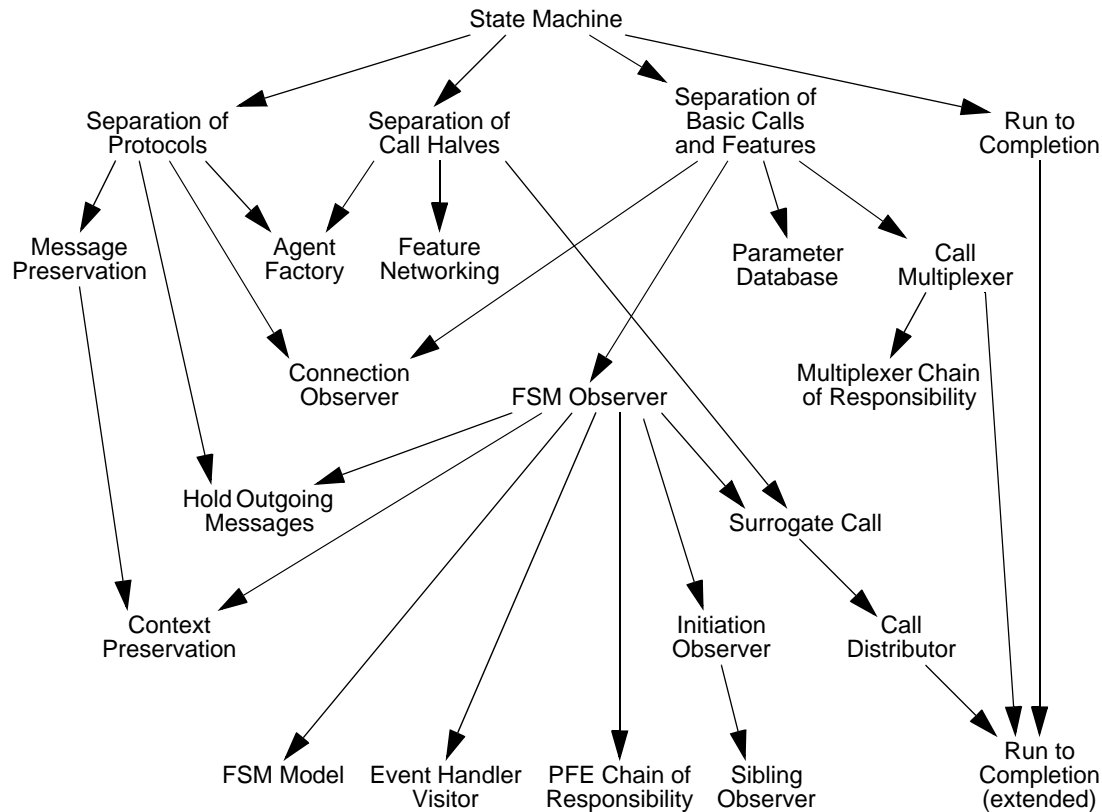 State Machine
Separation of
Protocols
Separation of
Call Halves
Separation of
Basic Calls
and Features
Run to
Completion
Message
Preservation
Agent
Factory
Feature
Networking
Parameter
Database
Call
Multiplexer
Connection
Observer
FSM Observer
Multiplexer Chain
of Responsibility
Hold Outgoing
Messages
Surrogate Call
Context
Preservation
Initiation
Observer
Call
Distributor
FSM Model
Event Handler
Visitor
PFE Chain of
Responsibility
Sibling
Observer
Run to
Completion
(extended)